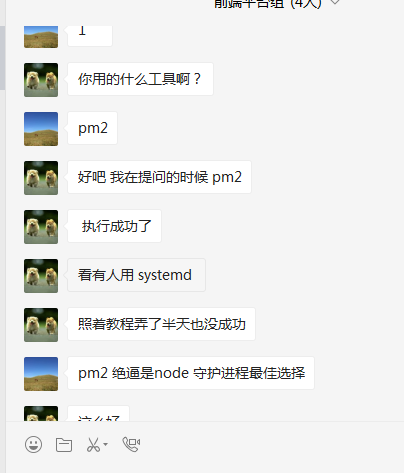 前端平台组 (4人)
1
你用的什么工具啊？
pm2
好吧 我在提问的时候 pm2
执行成功了
看有人用 systemd
照着教程弄了半天也没成功
pm2 绝逼是node 守护进程最佳选择
这么好